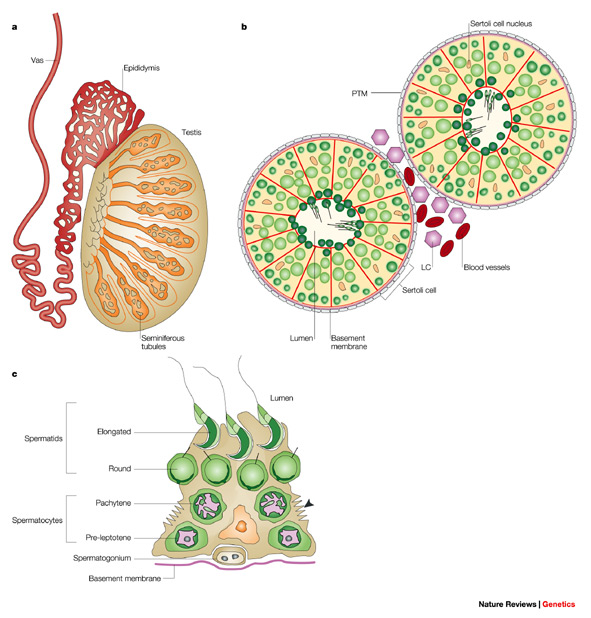 a
Vas
Epididymis
Testis
Seminiferous
tubules
b
Sertoli cell nucleus
PTM
LC
Blood vessels
Sertoli cell
Lumen
Basement
membrane
c
Lumen
Spermatids
Elongated
Round
Spermatocytes
Pachytene
Pre-leptotene
Spermatogonium
Basement membrane
Nature Reviews | Genetics